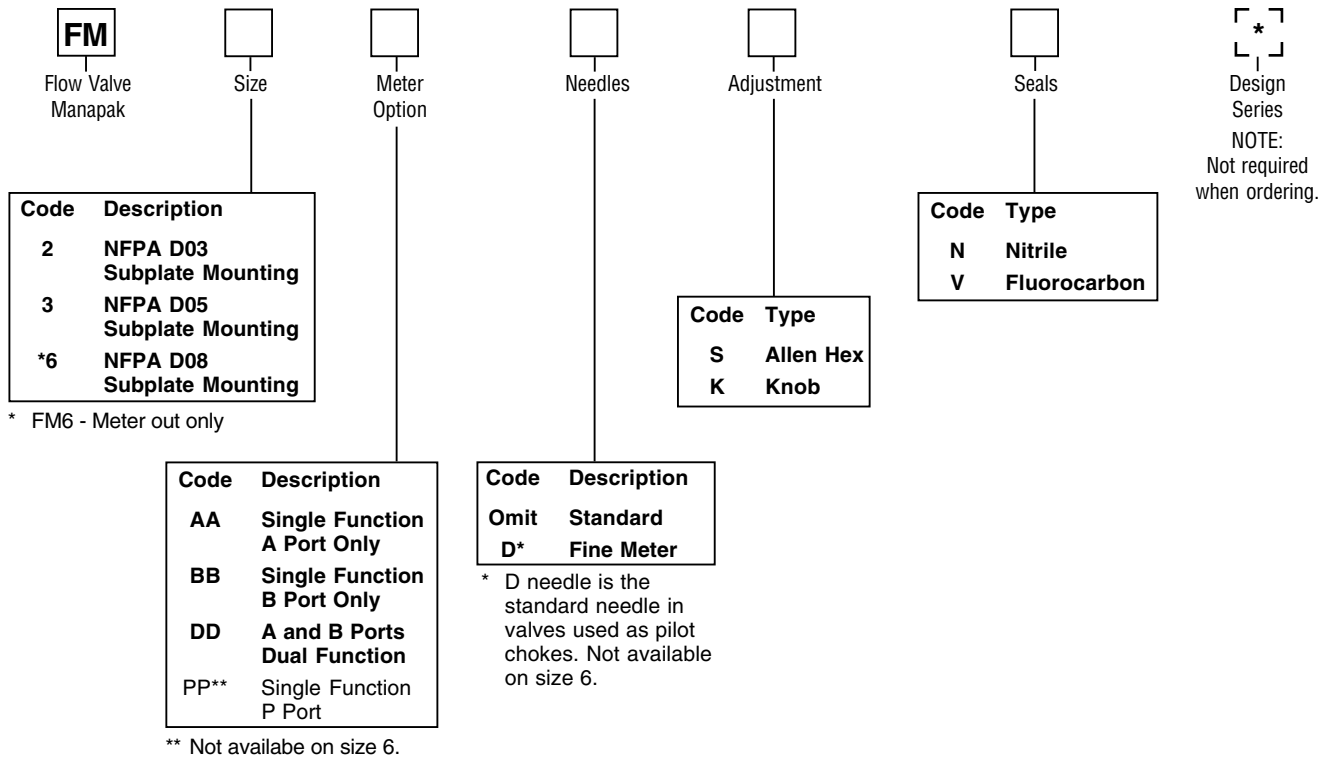 FM
*
Flow Valve
Manapak
Size
Meter
Option
Needles
Adjustment
Seals
Design
Series
NOTE:
Not required
when ordering.
Code Description
2 NFPA D03
Subplate Mounting
3 NFPA D05
Subplate Mounting
*6 NFPA D08
Subplate Mounting
* FM6 - Meter out only
Code Type
N Nitrile
V Fluorocarbon
Code Type
S Allen Hex
K Knob
Code Description
AA Single Function
A Port Only
BB Single Function
B Port Only
DD A and B Ports
Dual Function
PP** Single Function
P Port
** Not availabe on size 6.
Code Description
Omit Standard
D* Fine Meter
* D needle is the
standard needle in
valves used as pilot
chokes. Not available
on size 6.